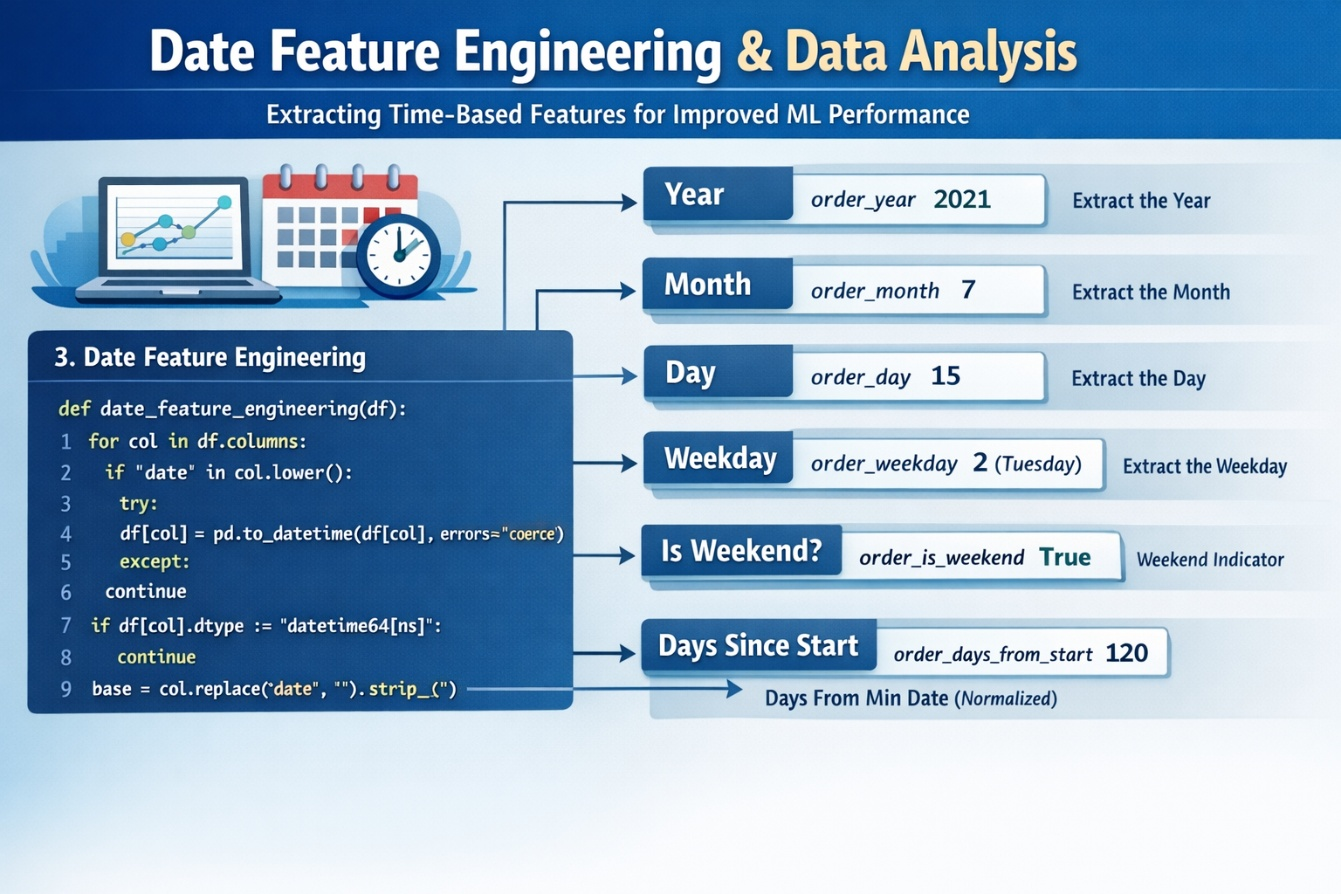 Date Feature Engineering & Data Analysis
Extracting Time-Based Features for Improved ML Performance
3. Date Feature Engineering
def date_feature_engineering(df):
1 for col in df.columns:
2 if "date" in col.lower():
3 try:
4 df[col] = pd.to_datetime(df[col], errors="coerce')
5 except:
6 continue
7 if df[col].dtype := "datetime64[ns]":
8 continue
9 base = col.replace("date", "").strip_(")
Year order_year 2021 Extract the Year
Month order_month 7 Extract the Month
Day order_day 15 Extract the Day
Weekday order_weekday 2 (Tuesday) Extract the Weekday
Is Weekend? order_is_weekend True Weekend Indicator
Days Since Start order_days_from_start 120
Days From Min Date (Normalized)